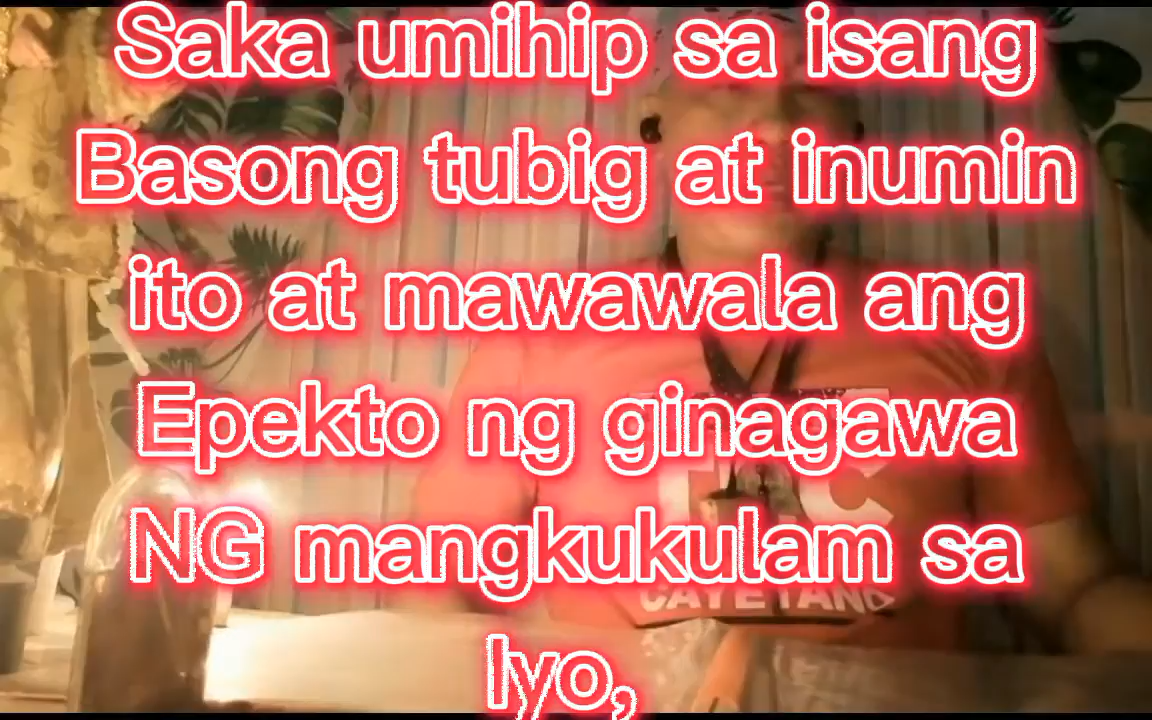 Saka umihip sa isang
Basong tubig at inumin
ito at mawawala ang
Epekto ng ginagawa
NG mangkukulam sa
Iyo,
CAYETANO